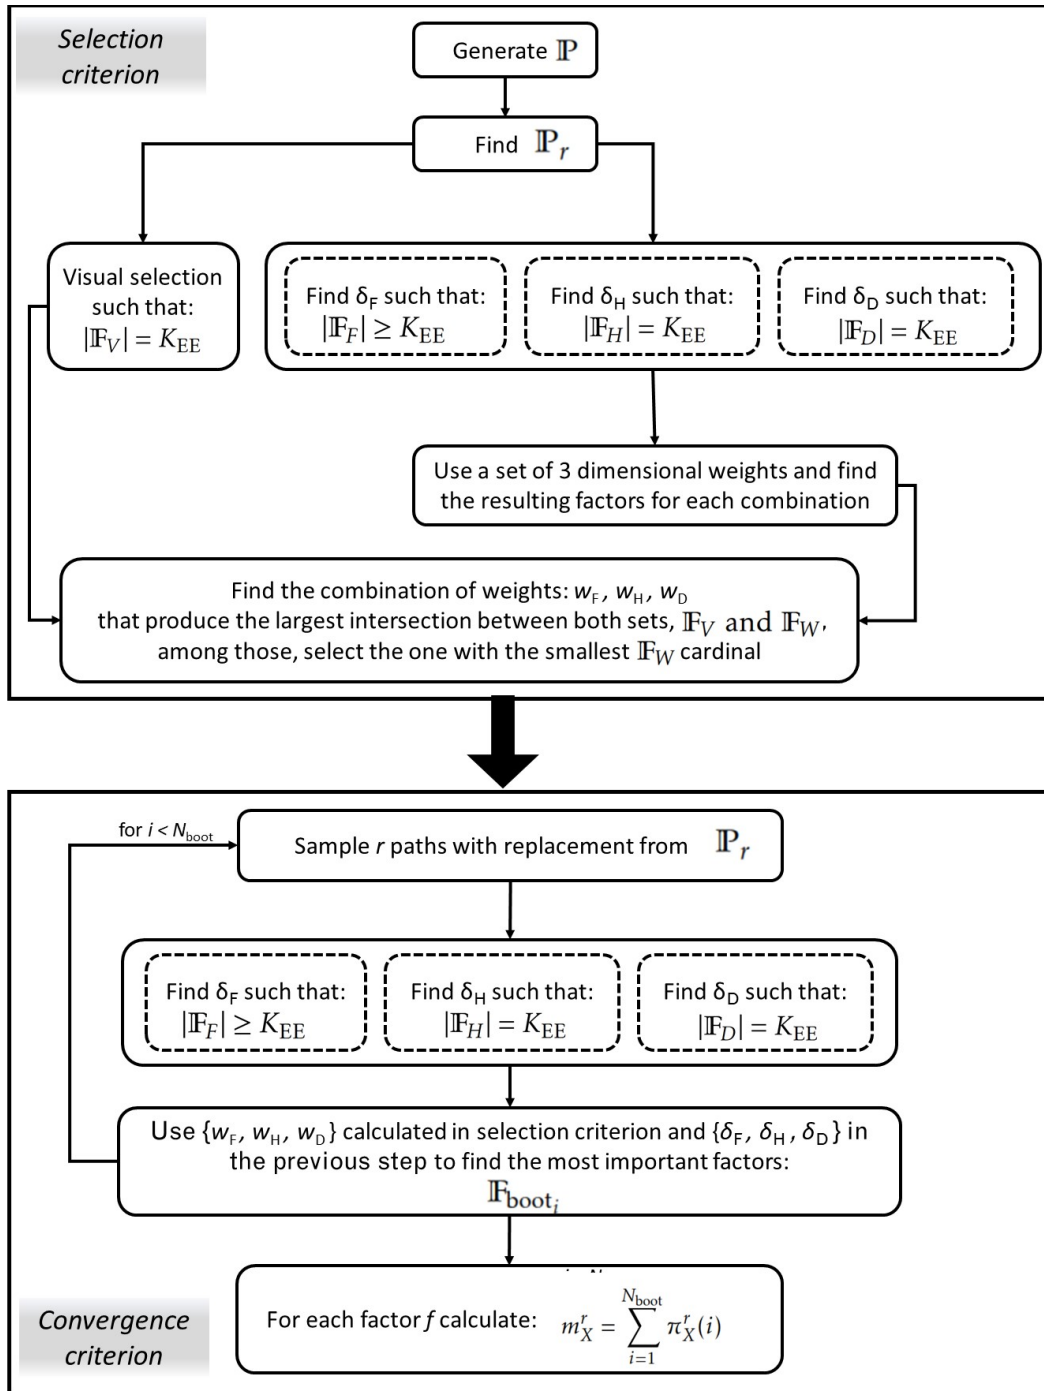 Selection
criterion
Generate ℙ
Find ℙ_r
Visual selection
such that:
|𝔽_V| = K_EE
Find δ_F such that:
|𝔽_F| ≥ K_EE
Find δ_H such that:
|𝔽_H| = K_EE
Find δ_D such that:
|𝔽_D| = K_EE
Use a set of 3 dimensional weights and find
the resulting factors for each combination
Find the combination of weights: w_F, w_H, w_D
that produce the largest intersection between both sets, 𝔽_V and 𝔽_W,
among those, select the one with the smallest 𝔽_W cardinal
for i < N_boot
Sample r paths with replacement from ℙ_r
Find δ_F such that:
|𝔽_F| ≥ K_EE
Find δ_H such that:
|𝔽_H| = K_EE
Find δ_D such that:
|𝔽_D| = K_EE
Use {w_F, w_H, w_D} calculated in selection criterion and {δ_F, δ_H, δ_D} in
the previous step to find the most important factors:
𝔽_boot_i
For each factor f calculate: m_X^r = ∑_{i=1}^{N_boot} π_X^r(i)
Convergence
criterion